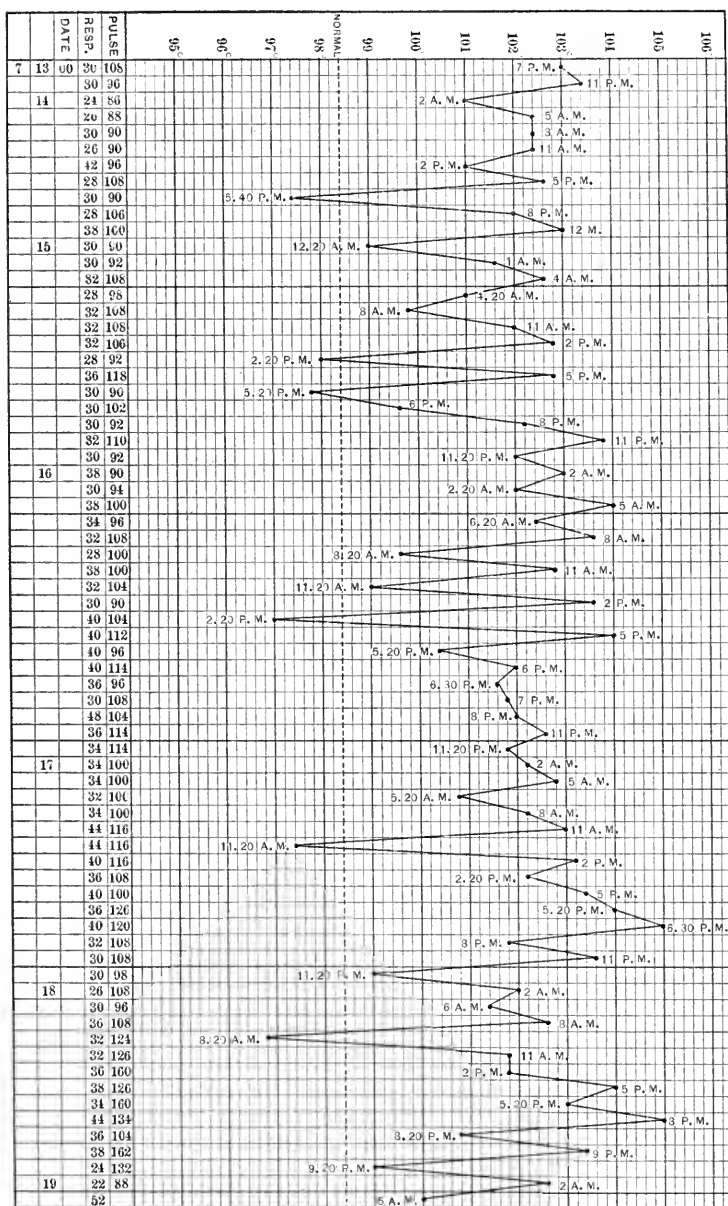 DATE RESP. PULSE 95° 96° 97° 98° NORMAL 99° 100° 101° 102° 103° 104° 105° 106°
7 13 00 30 108 7 P.M.
30 96 11 P.M.
14 24 86 2 A.M.
26 88 5 A.M.
30 90 3 A.M.
26 90 11 A.M.
42 96 2 P.M.
28 108 5 P.M.
30 90 5.40 P.M.
28 106 8 P.M.
38 100 12 M.
15 30 90 12.20 A.M.
30 92 1 A.M.
32 108 4 A.M.
28 98 4.20 A.M.
32 108 8 A.M.
32 108 11 A.M.
32 106 2 P.M.
28 92 2.20 P.M.
36 118 5 P.M.
30 90 5.20 P.M.
30 102 6 P.M.
30 92 8 P.M.
32 110 11 P.M.
30 92 11.20 P.M.
16 38 90 2 A.M.
30 94 2.20 A.M.
38 100 5 A.M.
34 96 6.20 A.M.
32 108 8 A.M.
28 100 8.20 A.M.
38 100 11 A.M.
32 104 11.20 A.M.
30 90 2 P.M.
40 104 2.20 P.M.
40 112 5 P.M.
40 96 5.20 P.M.
40 114 6 P.M.
36 96 6.30 P.M.
30 108 7 P.M.
48 104 8 P.M.
36 114 11 P.M.
34 114 11.20 P.M.
17 34 100 2 A.M.
34 100 5 A.M.
32 100 5.20 A.M.
34 100 8 A.M.
44 116 11 A.M.
44 116 11.20 A.M.
40 116 2 P.M.
36 108 2.20 P.M.
40 100 5 P.M.
36 126 5.20 P.M.
40 120 6.30 P.M.
32 108 8 P.M.
30 108 11 P.M.
30 98 11.20 P.M.
18 26 108 2 A.M.
30 96 6 A.M.
36 108 8 A.M.
32 124 8.20 A.M.
32 126 11 A.M.
36 160 2 P.M.
38 126 5 P.M.
34 160 5.20 P.M.
44 134 8 P.M.
36 104 8.20 P.M.
38 162 9 P.M.
24 132 9.20 P.M.
19 22 88 2 A.M.
52 5 A.M.